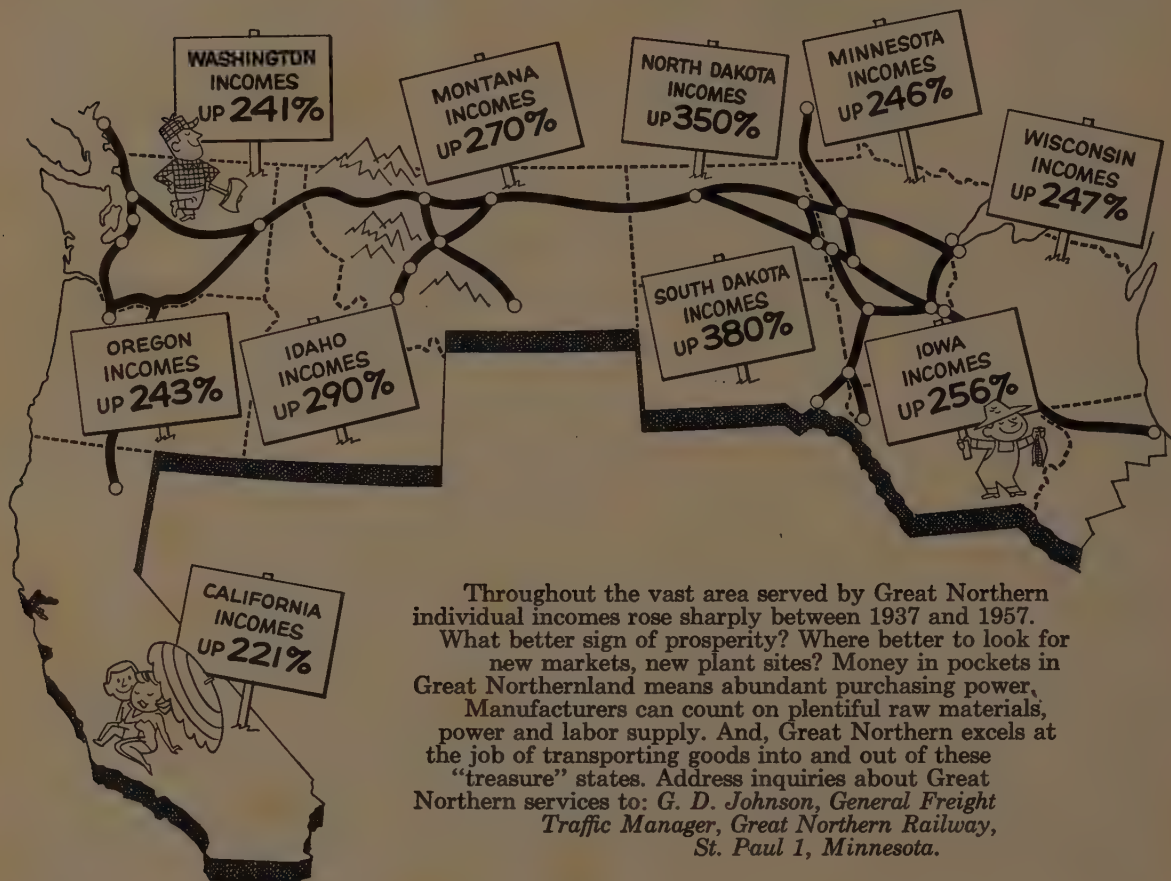 WASHINGTON
INCOMES
UP 241%
MONTANA
INCOMES
UP 270%
NORTH DAKOTA
INCOMES
UP 350%
MINNESOTA
INCOMES
UP 246%
WISCONSIN
INCOMES
UP 247%
OREGON
INCOMES
UP 243%
IDAHO
INCOMES
UP 290%
SOUTH DAKOTA
INCOMES
UP 380%
IOWA
INCOMES
UP 256%
CALIFORNIA
INCOMES
UP 221%
Throughout the vast area served by Great Northern
individual incomes rose sharply between 1937 and 1957.
What better sign of prosperity? Where better to look for
new markets, new plant sites? Money in pockets in
Great Northernland means abundant purchasing power.
Manufacturers can count on plentiful raw materials,
power and labor supply. And, Great Northern excels at
the job of transporting goods into and out of these
"treasure" states. Address inquiries about Great
Northern services to: G. D. Johnson, General Freight
Traffic Manager, Great Northern Railway,
St. Paul 1, Minnesota.